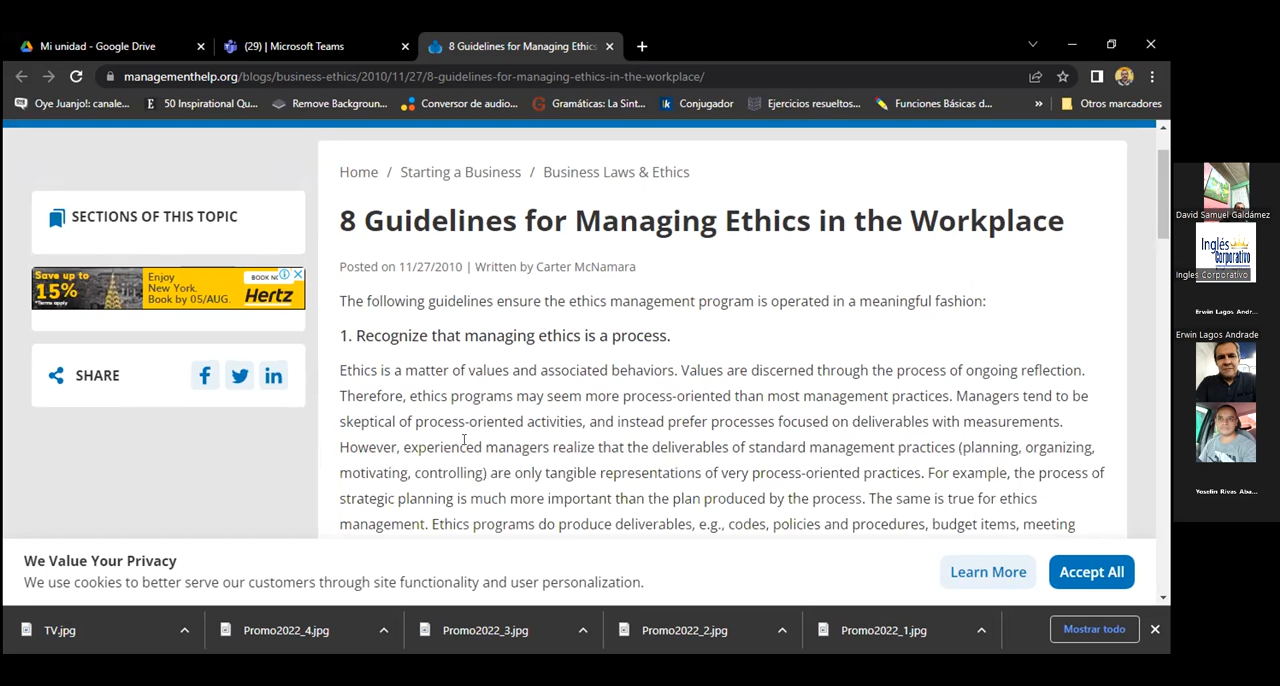 Mi unidad - Google Drive
(29) | Microsoft Teams
8 Guidelines for Managing Ethics
managementhelp.org/blogs/business-ethics/2010/11/27/8-guidelines-for-managing-ethics-in-the-workplace/
Oye Juanjo!: canale...
50 Inspirational Qu...
Remove Backgroun...
Conversor de audio...
Gramáticas: La Sint...
Conjugador
Ejercicios resueltos...
Funciones Básicas d...
»
Otros marcadores
Home / Starting a Business / Business Laws & Ethics
SECTIONS OF THIS TOPIC
8 Guidelines for Managing Ethics in the Workplace
Posted on 11/27/2010 | Written by Carter McNamara
Save up to
15%
Enjoy
New York.
Book by 05/AUG.
Hertz
The following guidelines ensure the ethics management program is operated in a meaningful fashion:
1. Recognize that managing ethics is a process.
SHARE
Ethics is a matter of values and associated behaviors. Values are discerned through the process of ongoing reflection.
Therefore, ethics programs may seem more process-oriented than most management practices. Managers tend to be
skeptical of process-oriented activities, and instead prefer processes focused on deliverables with measurements.
However, experienced managers realize that the deliverables of standard management practices (planning, organizing,
motivating, controlling) are only tangible representations of very process-oriented practices. For example, the process of
strategic planning is much more important than the plan produced by the process. The same is true for ethics
management. Ethics programs do produce deliverables, e.g., codes, policies and procedures, budget items, meeting
We Value Your Privacy
We use cookies to better serve our customers through site functionality and user personalization.
Learn More
Accept All
TV.jpg
Promo2022_4.jpg
Promo2022_3.jpg
Promo2022_2.jpg
Promo2022_1.jpg
Mostrar todo
David Samuel Galdámez
Inglés
Corporativo
Ingles Corporativo
Erwin Lagos Andr...
Erwin Lagos Andrade
Yoselin Rivas Aba...